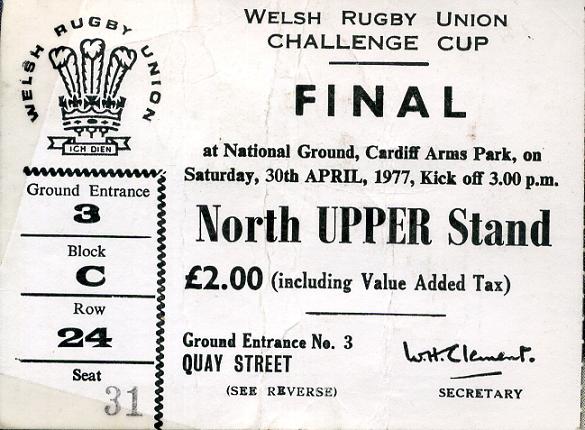 WELSH RUGBY UNION
ICH DIEN
WELSH RUGBY UNION
CHALLENGE CUP
FINAL
at National Ground, Cardiff Arms Park, on
Saturday, 30th APRIL, 1977, Kick off 3.00 p.m.
North UPPER Stand
£2.00 (including Value Added Tax)
Ground Entrance
3
Block
C
Row
24
Seat
31
Ground Entrance No. 3
QUAY STREET
(SEE REVERSE)
W.H. Clement.
SECRETARY